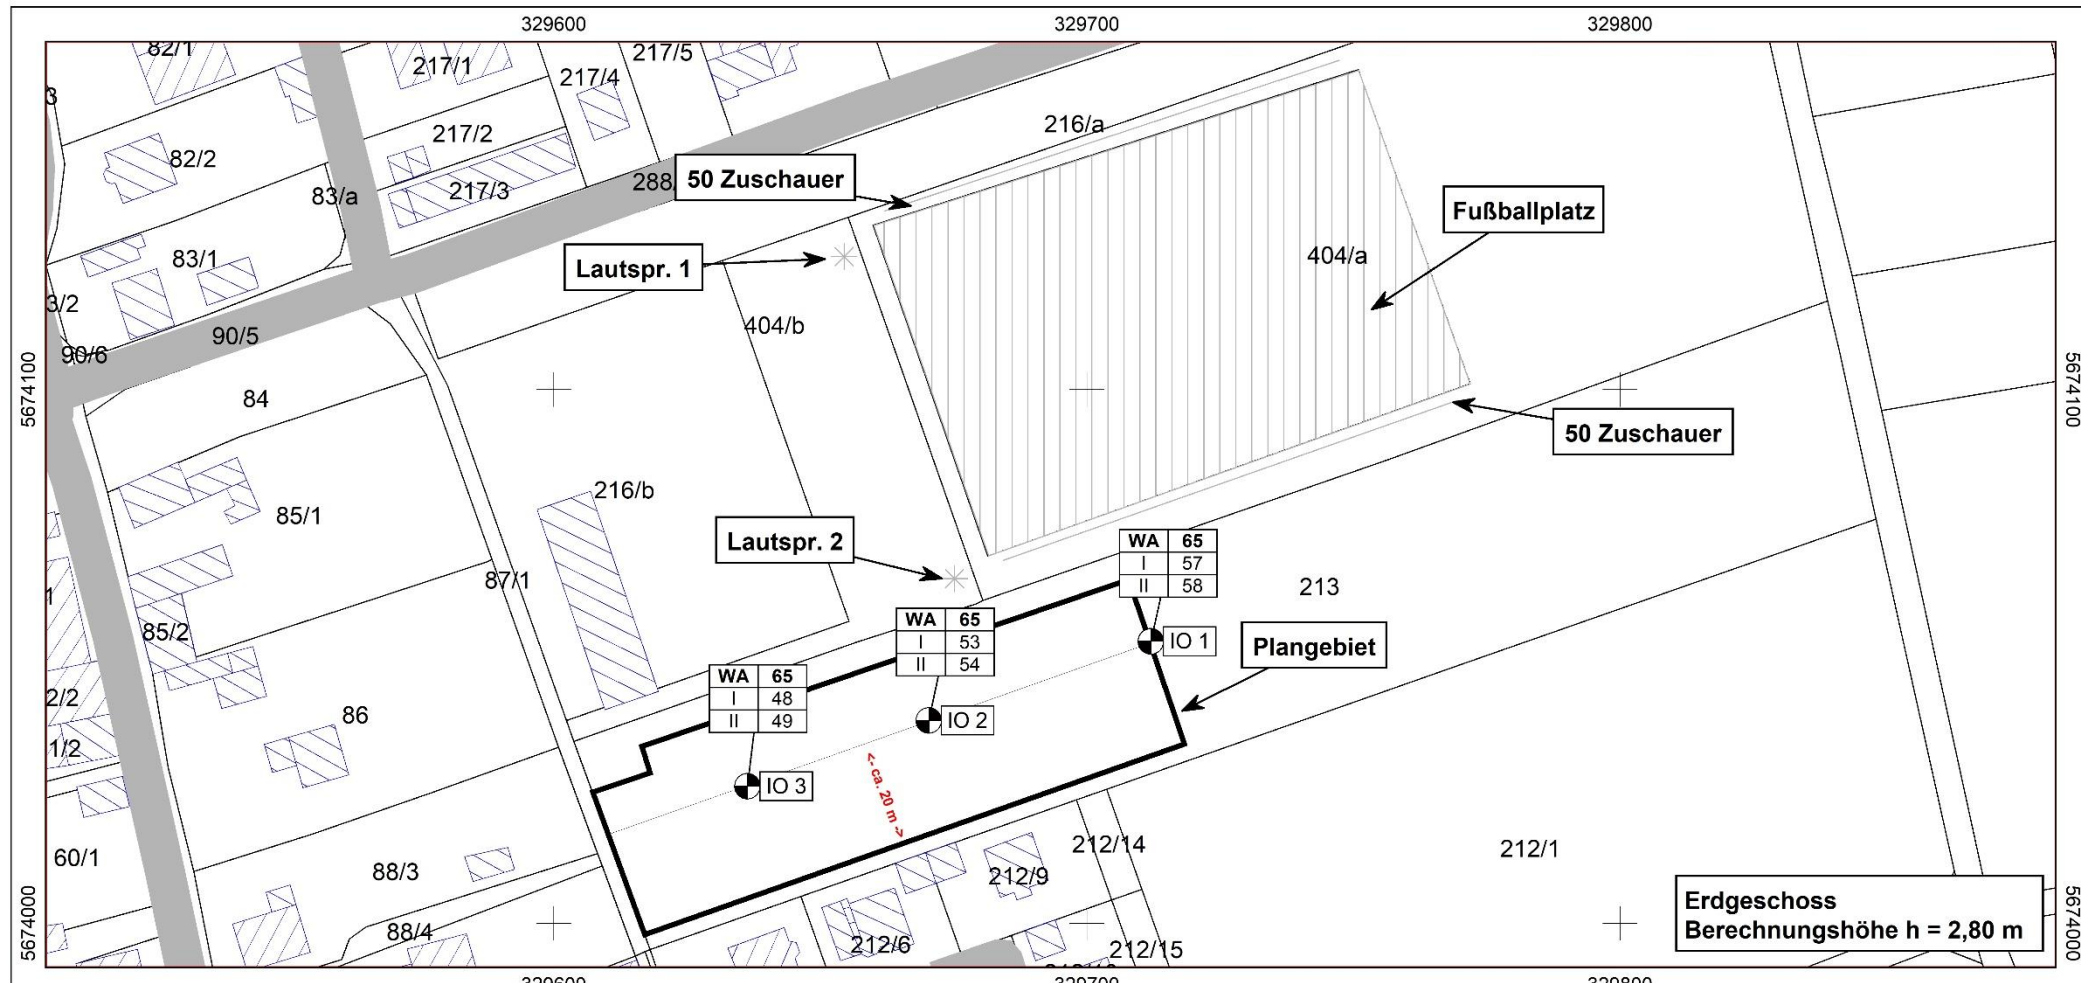 329600
329700
329800
82/1
217/1
217/4
217/5
3
217/2
216/a
82/2
288/
50 Zuschauer
83/a
217/3
Fußballplatz
83/1
Lautspr. 1
404/a
3/2
90/5
404/b
90/6
5674100
5674100
84
50 Zuschauer
85/1
216/b
Lautspr. 2
WA 65
I 57
II 58
87/1
213
1
85/2
WA 65
I 53
II 54
IO 1
Plangebiet
WA 65
I 48
II 49
2/2
86
IO 2
1/2
IO 3
<- ca. 20 m ->
60/1
88/3
212/14
212/1
212/9
5674000
5674000
88/4
212/6
212/15
Erdgeschoss
Berechnungshöhe h = 2,80 m
329600
329700
329800